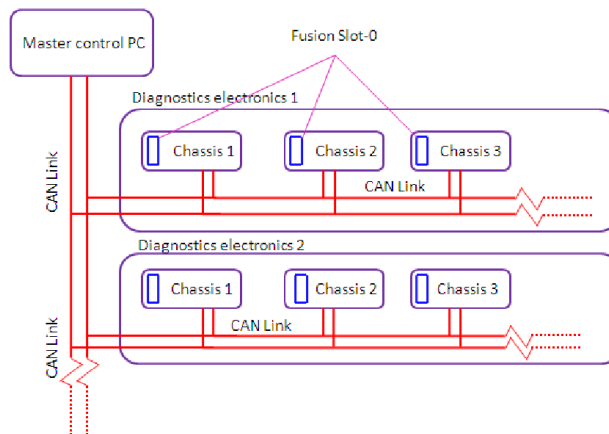 Master control PC
Fusion Slot-0
Diagnostics electronics 1
Chassis 1
Chassis 2
Chassis 3
CAN Link
CAN Link
Diagnostics electronics 2
Chassis 1
Chassis 2
Chassis 3
CAN Link
CAN Link